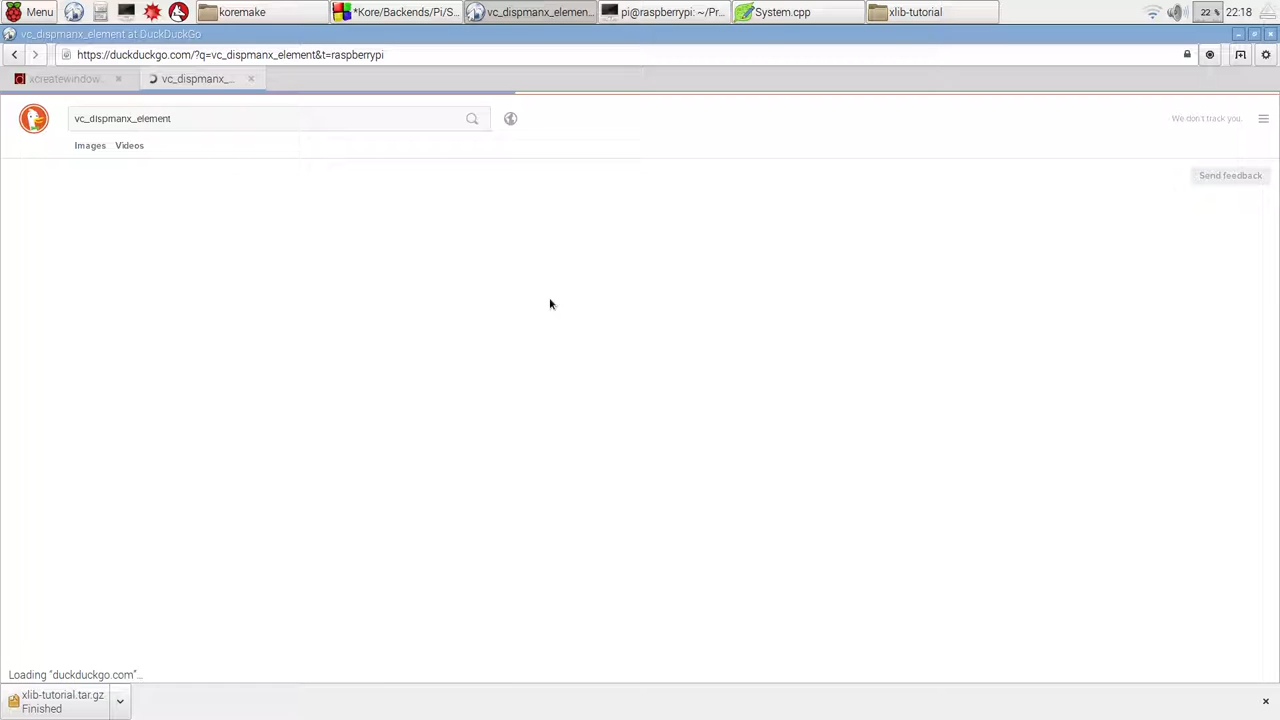 Menu
koremake
*Kore/Backends/Pi/S...
vc_dispmanx_elemen...
pi@raspberrypi: ~/Pr...
System.cpp
xlib-tutorial
22 %
22:18
vc_dispmanx_element at DuckDuckGo
https://duckduckgo.com/?q=vc_dispmanx_element&t=raspberrypi
xcreatewindow...
vc_dispmanx_...
vc_dispmanx_element
We don't track you.
Images Videos
Send feedback
Loading "duckduckgo.com"...
xlib-tutorial.tar.gz
Finished